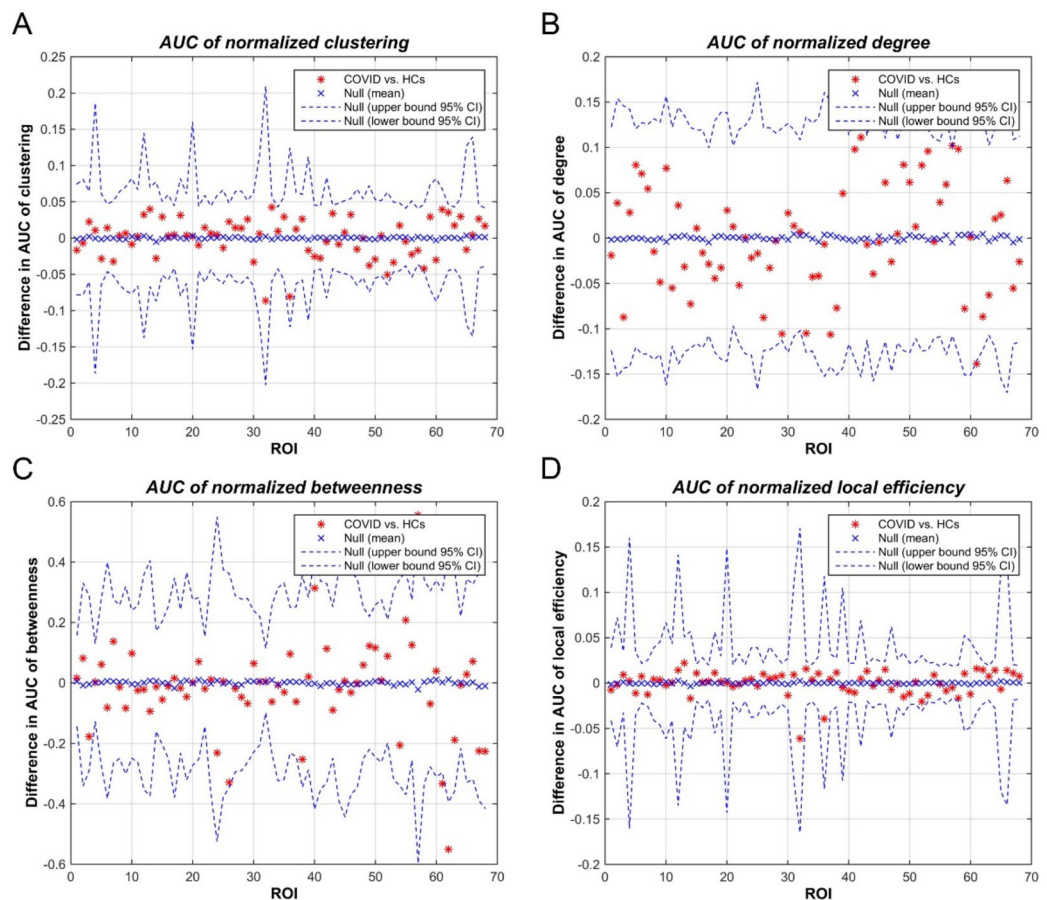 A
AUC of normalized clustering
0.25
0.2
0.15
0.1
0.05
0
-0.05
-0.1
-0.15
-0.2
-0.25
Difference in AUC of clustering
COVID vs. HCs
Null (mean)
Null (upper bound 95% CI)
Null (lower bound 95% CI)
0 10 20 30 40 50 60 70
ROI
B
AUC of normalized degree
0.2
0.15
0.1
0.05
0
-0.05
-0.1
-0.15
-0.2
Difference in AUC of degree
COVID vs. HCs
Null (mean)
Null (upper bound 95% CI)
Null (lower bound 95% CI)
0 10 20 30 40 50 60 70
ROI
C
AUC of normalized betweenness
0.6
0.4
0.2
0
-0.2
-0.4
-0.6
Difference in AUC of betweenness
COVID vs. HCs
Null (mean)
Null (upper bound 95% CI)
Null (lower bound 95% CI)
0 10 20 30 40 50 60 70
ROI
D
AUC of normalized local efficiency
0.2
0.15
0.1
0.05
0
-0.05
-0.1
-0.15
-0.2
Difference in AUC of local efficiency
COVID vs. HCs
Null (mean)
Null (upper bound 95% CI)
Null (lower bound 95% CI)
0 10 20 30 40 50 60 70
ROI